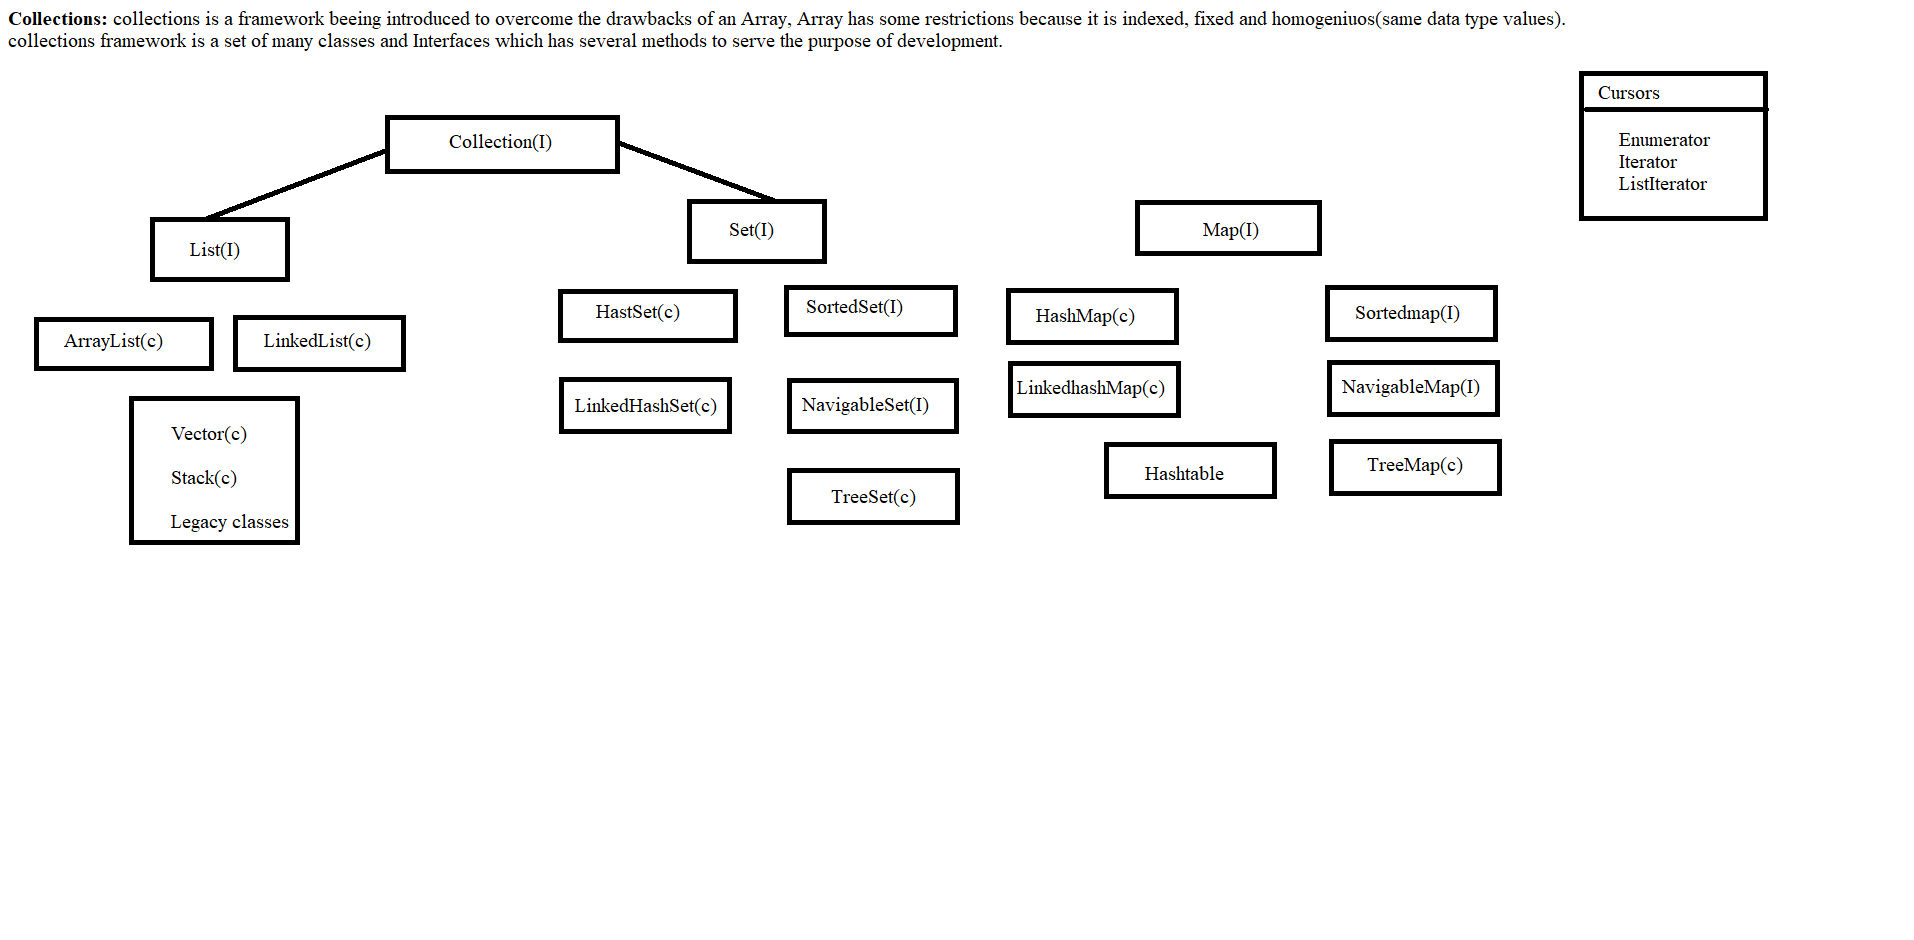 Collections: collections is a framework beeing introduced to overcome the drawbacks of an Array, Array has some restrictions because it is indexed, fixed and homogeniuos(same data type values).
collections framework is a set of many classes and Interfaces which has several methods to serve the purpose of development.
Cursors
Enumerator
Iterator
ListIterator
Collection(I)
List(I)
Set(I)
Map(I)
ArrayList(c)
LinkedList(c)
Vector(c)
Stack(c)
Legacy classes
HastSet(c)
SortedSet(I)
LinkedHashSet(c)
NavigableSet(I)
TreeSet(c)
HashMap(c)
Sortedmap(I)
LinkedhashMap(c)
NavigableMap(I)
Hashtable
TreeMap(c)